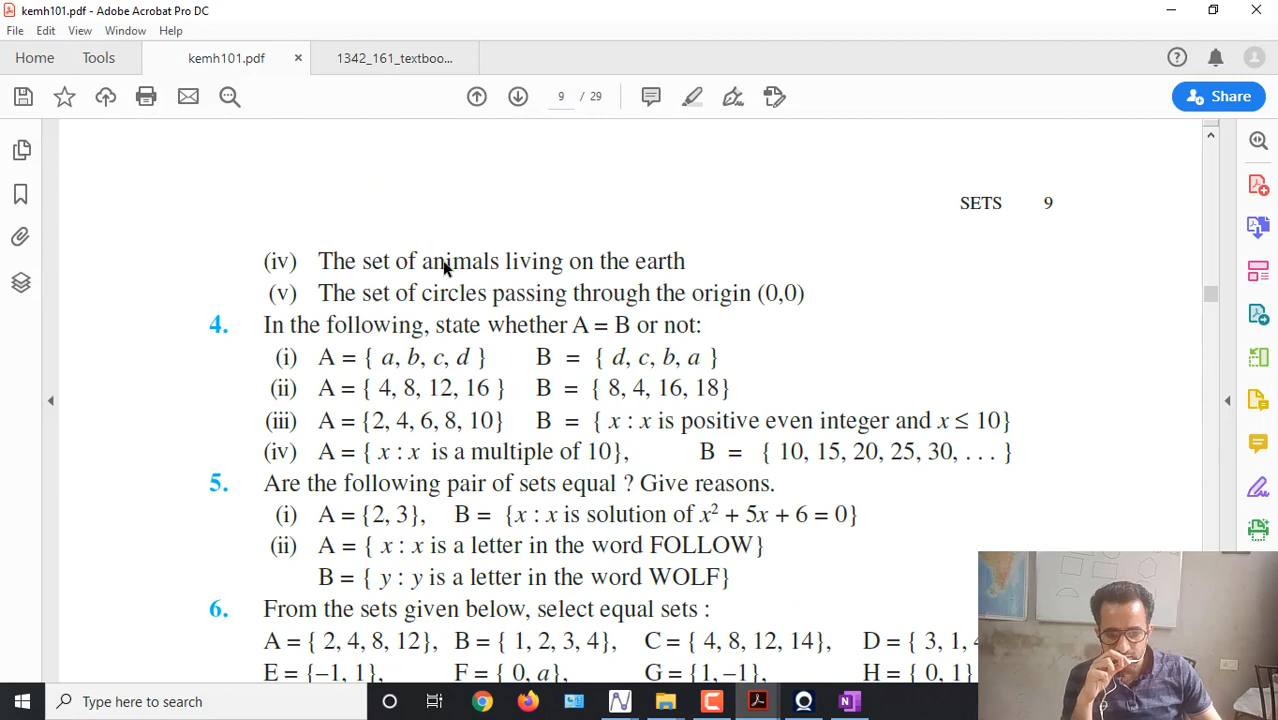 kemh101.pdf - Adobe Acrobat Pro DC
File Edit View Window Help
Home Tools kemh101.pdf × 1342_161_textboo...
9 / 29 Share
SETS 9
(iv) The set of animals living on the earth
(v) The set of circles passing through the origin (0,0)
4. In the following, state whether A = B or not:
(i) A = { a, b, c, d } B = { d, c, b, a }
(ii) A = { 4, 8, 12, 16 } B = { 8, 4, 16, 18}
(iii) A = {2, 4, 6, 8, 10} B = { x : x is positive even integer and x ≤ 10}
(iv) A = { x : x is a multiple of 10}, B = { 10, 15, 20, 25, 30, . . . }
5. Are the following pair of sets equal ? Give reasons.
(i) A = {2, 3}, B = {x : x is solution of x² + 5x + 6 = 0}
(ii) A = { x : x is a letter in the word FOLLOW}
B = { y : y is a letter in the word WOLF}
6. From the sets given below, select equal sets :
A = { 2, 4, 8, 12}, B = { 1, 2, 3, 4}, C = { 4, 8, 12, 14}, D = { 3, 1, 4
E = {–1, 1}, F = { 0, a}, G = {1, –1}, H = { 0, 1}
Type here to search